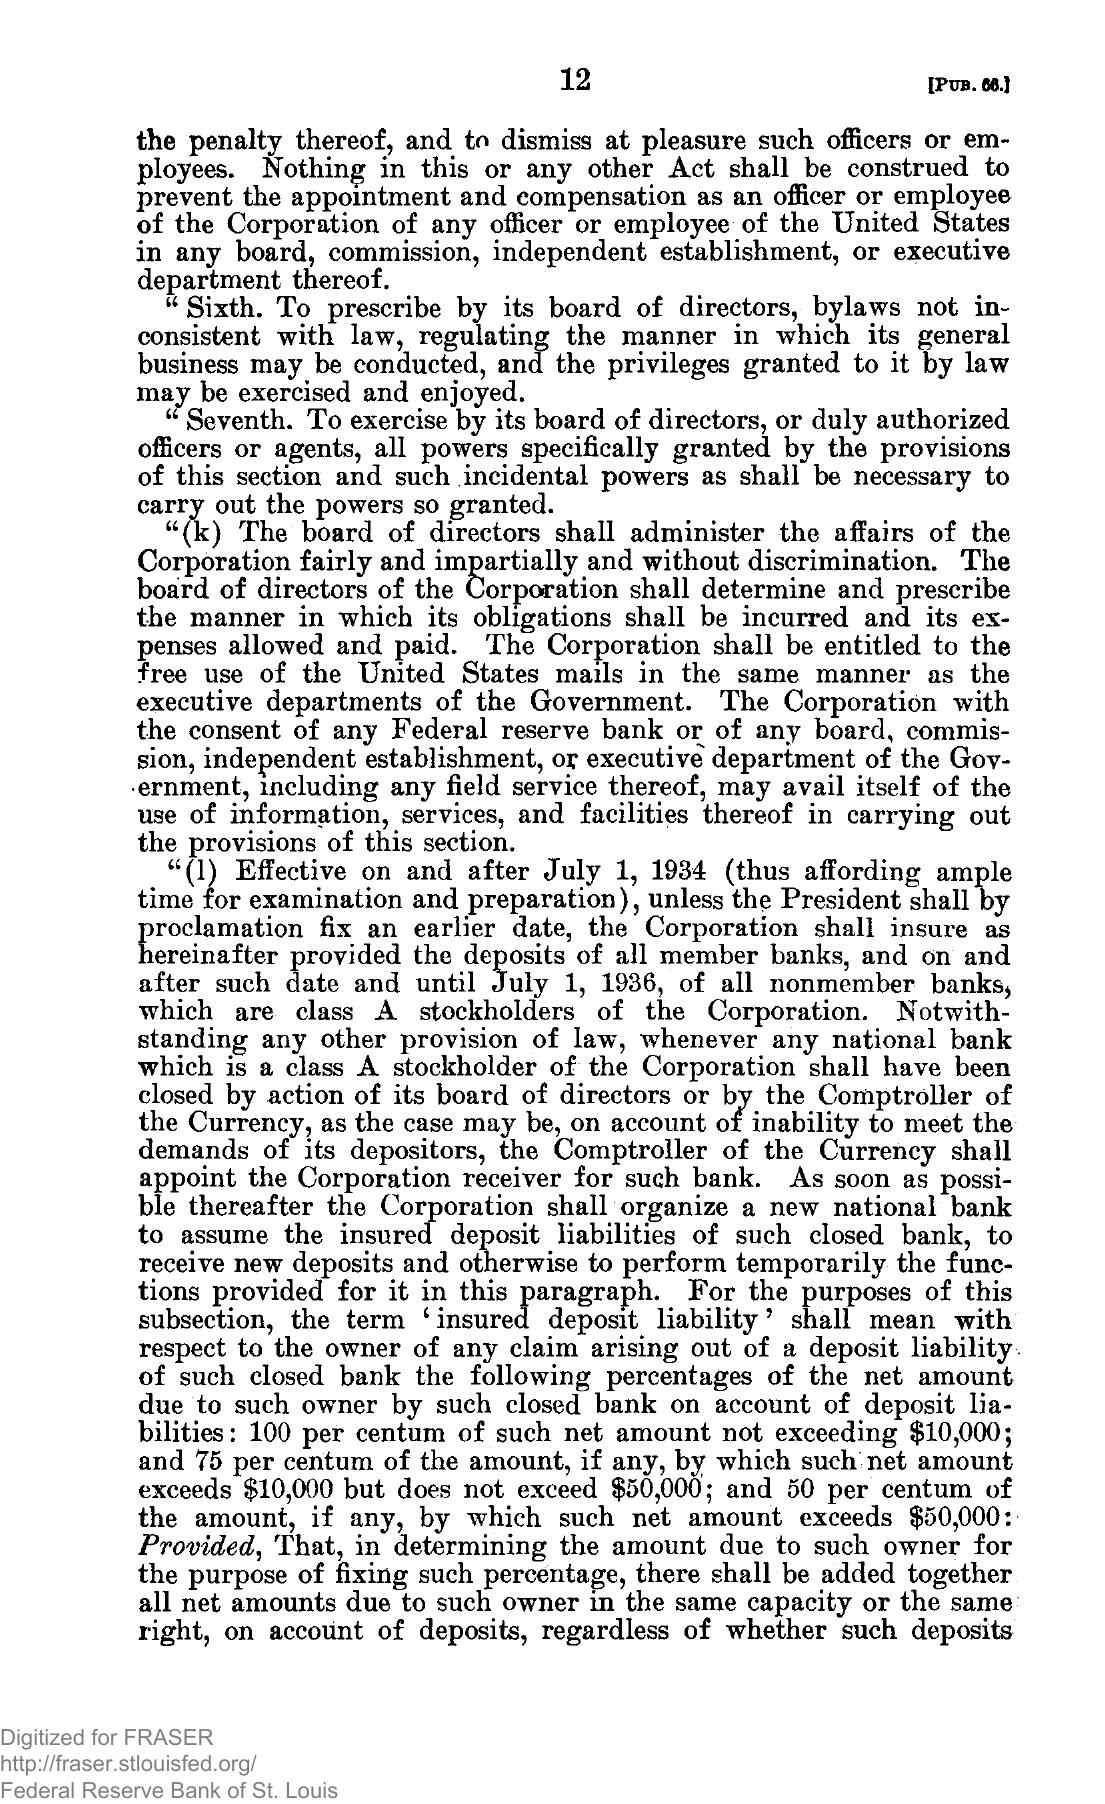 12
[PUB. 66.]
the penalty thereof, and to dismiss at pleasure such officers or em-
ployees. Nothing in this or any other Act shall be construed to
prevent the appointment and compensation as an officer or employee
of the Corporation of any officer or employee of the United States
in any board, commission, independent establishment, or executive
department thereof.
“ Sixth. To prescribe by its board of directors, bylaws not in-
consistent with law, regulating the manner in which its general
business may be conducted, and the privileges granted to it by law
may be exercised and enjoyed.
“ Seventh. To exercise by its board of directors, or duly authorized
officers or agents, all powers specifically granted by the provisions
of this section and such incidental powers as shall be necessary to
carry out the powers so granted.
“(k) The board of directors shall administer the affairs of the
Corporation fairly and impartially and without discrimination. The
board of directors of the Corporation shall determine and prescribe
the manner in which its obligations shall be incurred and its ex-
penses allowed and paid. The Corporation shall be entitled to the
free use of the United States mails in the same manner as the
executive departments of the Government. The Corporation with
the consent of any Federal reserve bank or of any board, commis-
sion, independent establishment, or executive department of the Gov-
ernment, including any field service thereof, may avail itself of the
use of information, services, and facilities thereof in carrying out
the provisions of this section.
“(l) Effective on and after July 1, 1934 (thus affording ample
time for examination and preparation), unless the President shall by
proclamation fix an earlier date, the Corporation shall insure as
hereinafter provided the deposits of all member banks, and on and
after such date and until July 1, 1936, of all nonmember banks,
which are class A stockholders of the Corporation. Notwith-
standing any other provision of law, whenever any national bank
which is a class A stockholder of the Corporation shall have been
closed by action of its board of directors or by the Comptroller of
the Currency, as the case may be, on account of inability to meet the
demands of its depositors, the Comptroller of the Currency shall
appoint the Corporation receiver for such bank. As soon as possi-
ble thereafter the Corporation shall organize a new national bank
to assume the insured deposit liabilities of such closed bank, to
receive new deposits and otherwise to perform temporarily the func-
tions provided for it in this paragraph. For the purposes of this
subsection, the term ‘ insured deposit liability ’ shall mean with
respect to the owner of any claim arising out of a deposit liability
of such closed bank the following percentages of the net amount
due to such owner by such closed bank on account of deposit lia-
bilities: 100 per centum of such net amount not exceeding $10,000;
and 75 per centum of the amount, if any, by which such net amount
exceeds $10,000 but does not exceed $50,000; and 50 per centum of
the amount, if any, by which such net amount exceeds $50,000:
Provided, That, in determining the amount due to such owner for
the purpose of fixing such percentage, there shall be added together
all net amounts due to such owner in the same capacity or the same
right, on account of deposits, regardless of whether such deposits
Digitized for FRASER
http://fraser.stlouisfed.org/
Federal Reserve Bank of St. Louis